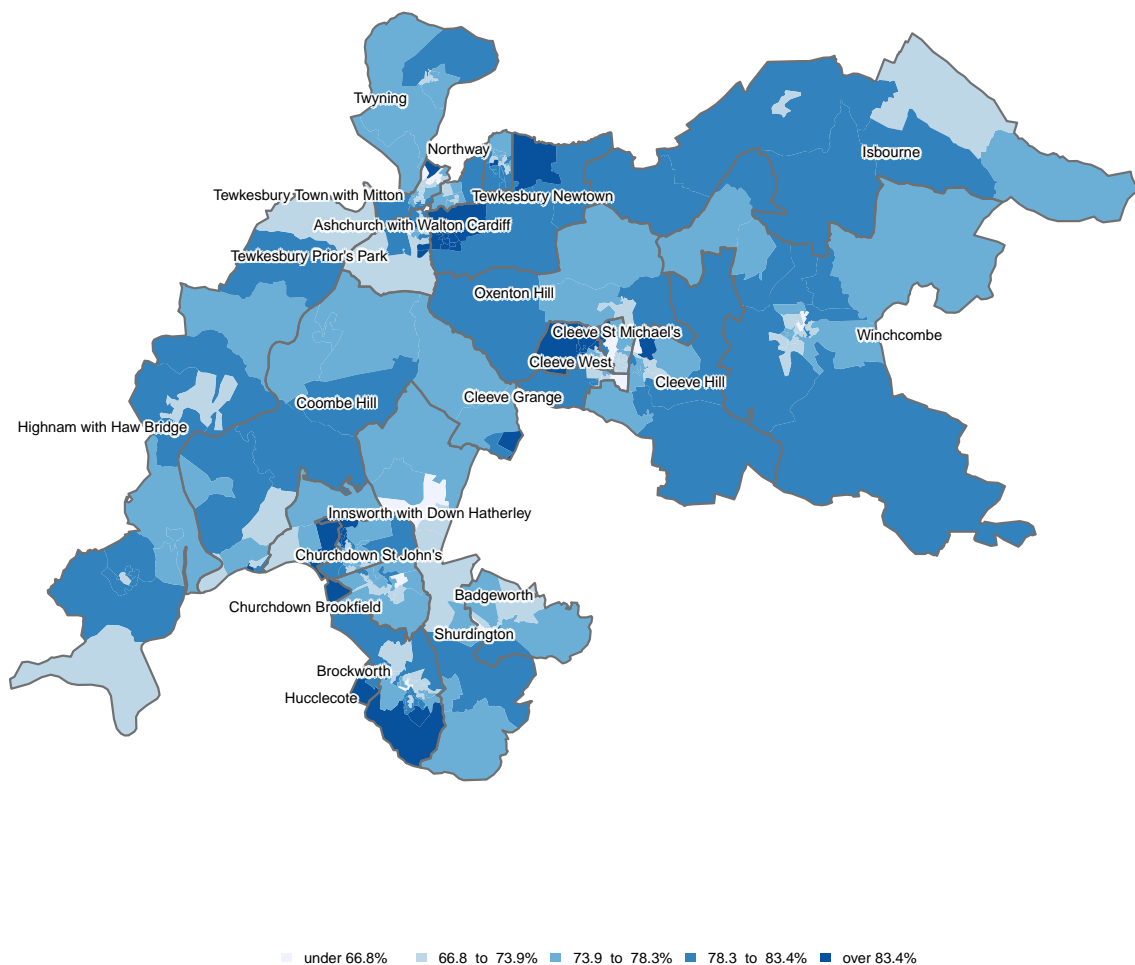 Twyning
Northway
Isbourne
Tewkesbury Town with Mitton
Tewkesbury Newtown
Ashchurch with Walton Cardiff
Tewkesbury Prior's Park
Oxenton Hill
Cleeve St Michael's
Winchcombe
Cleeve West
Cleeve Hill
Cleeve Grange
Coombe Hill
Highnam with Haw Bridge
Innsworth with Down Hatherley
Churchdown St John's
Badgeworth
Churchdown Brookfield
Shurdington
Brockworth
Hucclecote
under 66.8% 66.8 to 73.9% 73.9 to 78.3% 78.3 to 83.4% over 83.4%